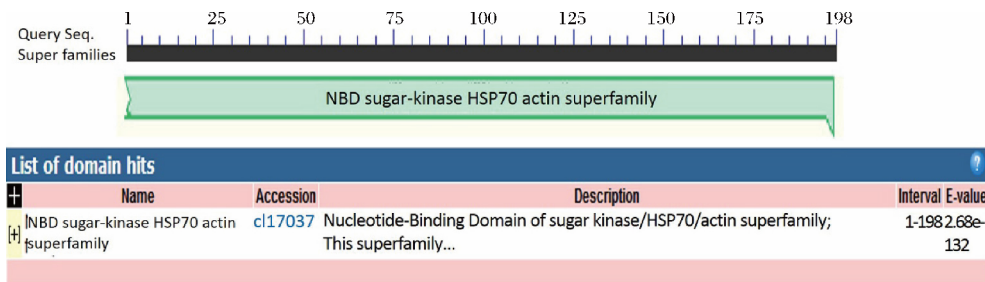 1 25 50 75 100 125 150 175 198
Query Seq.
Super families
NBD sugar-kinase HSP70 actin superfamily
List of domain hits ?
+ Name Accession Description Interval E-value
[+] NBD sugar-kinase HSP70 actin cl17037 Nucleotide-Binding Domain of sugar kinase/HSP70/actin superfamily; 1-198 2.68e-
superfamily This superfamily... 132